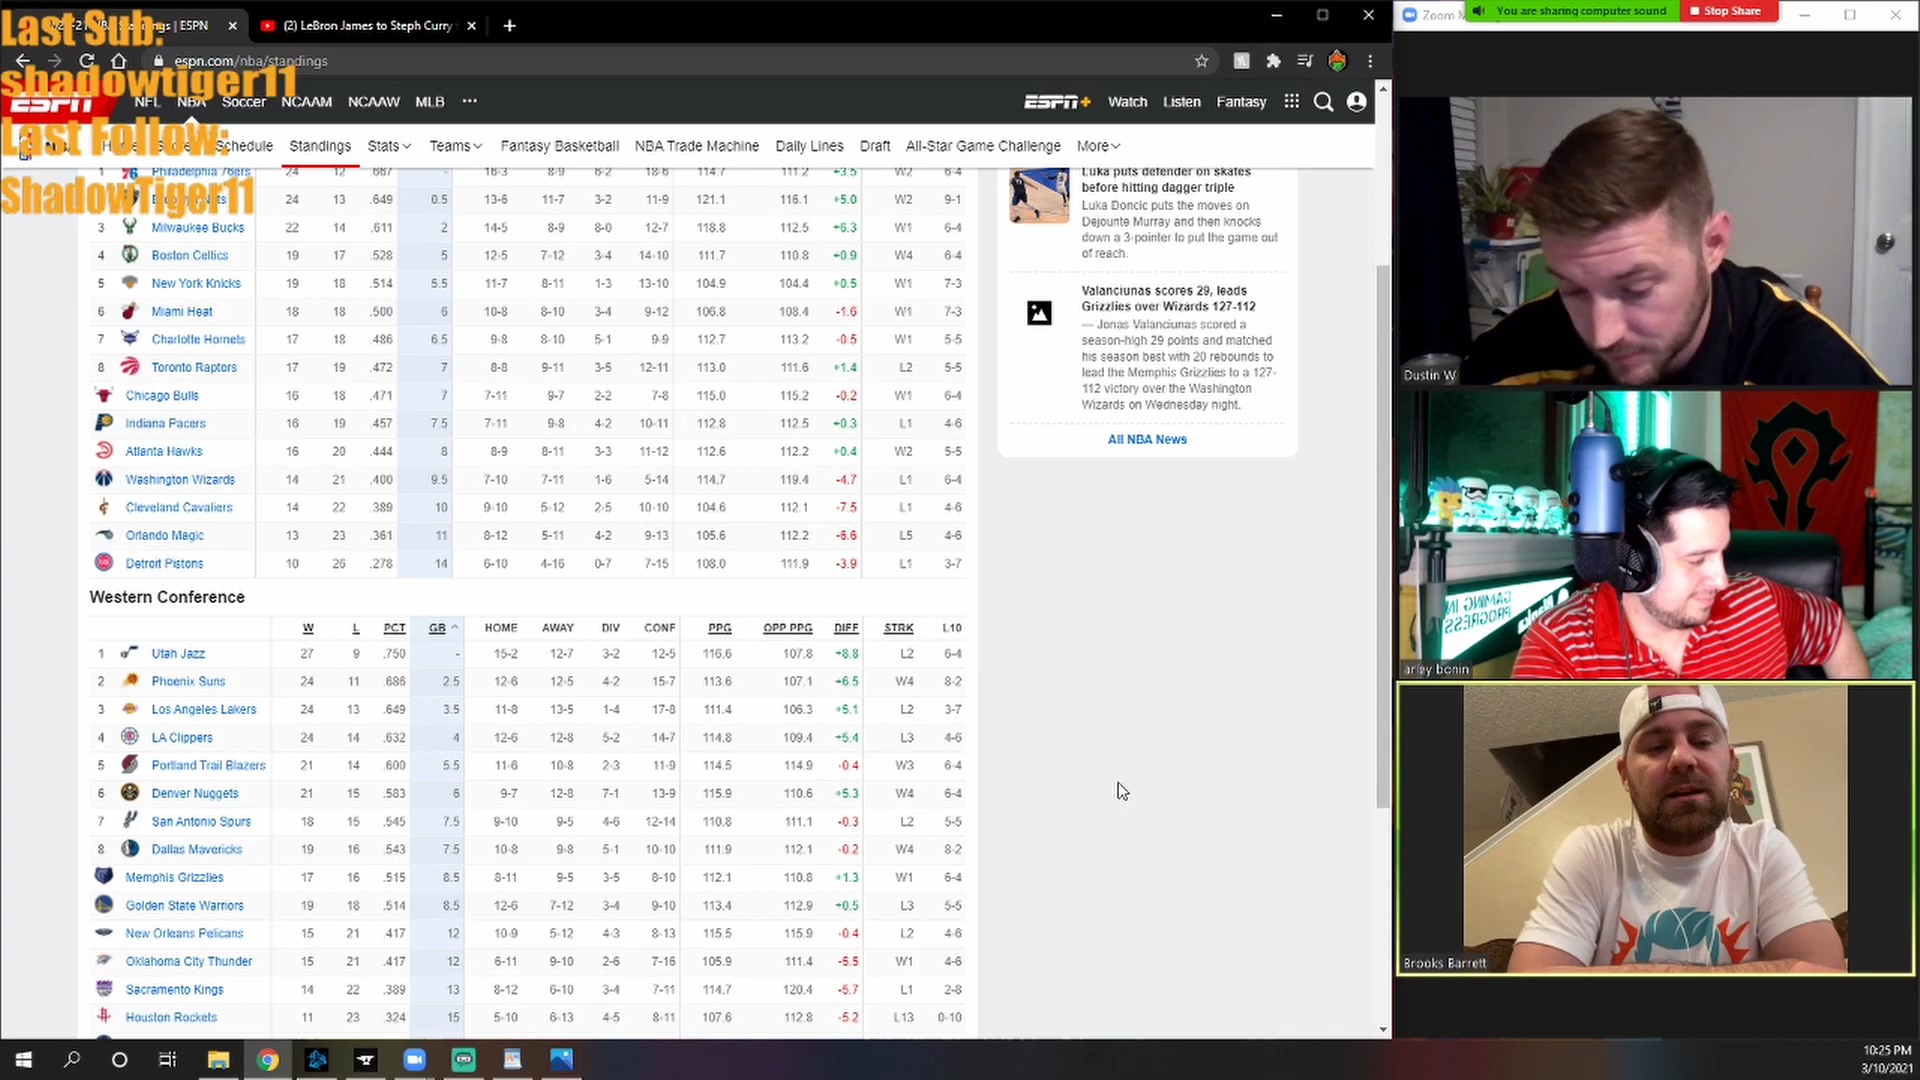 Last Sub:
shadowtiger11
Last Follow:
ShadowTiger11
| ESPN
(2) LeBron James to Steph Curry
espn.com/nba/standings
ESPN NFL NBA Soccer NCAAM NCAAW MLB ...
ESPN+ Watch Listen Fantasy
Schedule Standings Stats Teams Fantasy Basketball NBA Trade Machine Daily Lines Draft All-Star Game Challenge More
1 Philadelphia 76ers 24 12 .667 - 16-3 8-9 6-2 18-6 114.7 111.2 +3.5 W2 6-4
24 13 .649 0.5 13-6 11-7 3-2 11-9 121.1 116.1 +5.0 W2 9-1
3 Milwaukee Bucks 22 14 .611 2 14-5 8-9 8-0 12-7 118.8 112.5 +6.3 W1 6-4
4 Boston Celtics 19 17 .528 5 12-5 7-12 3-4 14-10 111.7 110.8 +0.9 W4 6-4
5 New York Knicks 19 18 .514 5.5 11-7 8-11 1-3 13-10 104.9 104.4 +0.5 W1 7-3
6 Miami Heat 18 18 .500 6 10-8 8-10 3-4 9-12 106.8 108.4 -1.6 W1 7-3
7 Charlotte Hornets 17 18 .486 6.5 9-8 8-10 5-1 9-9 112.7 113.2 -0.5 W1 5-5
8 Toronto Raptors 17 19 .472 7 8-8 9-11 3-5 12-11 113.0 111.6 +1.4 L2 5-5
Chicago Bulls 16 18 .471 7 7-11 9-7 2-2 7-8 115.0 115.2 -0.2 W1 6-4
Indiana Pacers 16 19 .457 7.5 7-11 9-8 4-2 10-11 112.8 112.5 +0.3 L1 4-6
Atlanta Hawks 16 20 .444 8 8-9 8-11 3-3 11-12 112.6 112.2 +0.4 W2 5-5
Washington Wizards 14 21 .400 9.5 7-10 7-11 1-6 5-14 114.7 119.4 -4.7 L1 6-4
Cleveland Cavaliers 14 22 .389 10 9-10 5-12 2-5 10-10 104.6 112.1 -7.5 L1 4-6
Orlando Magic 13 23 .361 11 8-12 5-11 4-2 9-13 105.6 112.2 -6.6 L5 4-6
Detroit Pistons 10 26 .278 14 6-10 4-16 0-7 7-15 108.0 111.9 -3.9 L1 3-7
Western Conference
W L PCT GB HOME AWAY DIV CONF PPG OPP PPG DIFF STRK L10
1 Utah Jazz 27 9 .750 - 15-2 12-7 3-2 12-5 116.6 107.8 +8.8 L2 6-4
2 Phoenix Suns 24 11 .686 2.5 12-6 12-5 4-2 15-7 113.6 107.1 +6.5 W4 8-2
3 Los Angeles Lakers 24 13 .649 3.5 11-8 13-5 1-4 17-8 111.4 106.3 +5.1 L2 3-7
4 LA Clippers 24 14 .632 4 12-6 12-8 5-2 14-7 114.8 109.4 +5.4 L3 4-6
5 Portland Trail Blazers 21 14 .600 5.5 11-6 10-8 2-3 11-9 114.5 114.9 -0.4 W3 6-4
6 Denver Nuggets 21 15 .583 6 9-7 12-8 7-1 13-9 115.9 110.6 +5.3 W4 6-4
7 San Antonio Spurs 18 15 .545 7.5 9-10 9-5 4-6 12-14 110.8 111.1 -0.3 L2 5-5
8 Dallas Mavericks 19 16 .543 7.5 10-8 9-8 5-1 10-10 111.9 112.1 -0.2 W4 8-2
Memphis Grizzlies 17 16 .515 8.5 8-11 9-5 3-5 8-10 112.1 110.8 +1.3 W1 6-4
Golden State Warriors 19 18 .514 8.5 12-6 7-12 3-4 9-10 113.4 112.9 +0.5 L3 5-5
New Orleans Pelicans 15 21 .417 12 10-9 5-12 4-3 8-13 115.5 115.9 -0.4 L2 4-6
Oklahoma City Thunder 15 21 .417 12 6-11 9-10 2-6 7-16 105.9 111.4 -5.5 W1 4-6
Sacramento Kings 14 22 .389 13 8-12 6-10 3-4 7-11 114.7 120.4 -5.7 L1 2-8
Houston Rockets 11 23 .324 15 5-10 6-13 4-5 8-11 107.6 112.8 -5.2 L13 0-10
Luka puts defender on skates
before hitting dagger triple
Luka Doncic puts the moves on
Dejounte Murray and then knocks
down a 3-pointer to put the game out
of reach.
Valanciunas scores 29, leads
Grizzlies over Wizards 127-112
— Jonas Valanciunas scored a
season-high 29 points and matched
his season best with 20 rebounds to
lead the Memphis Grizzlies to a 127-
112 victory over the Washington
Wizards on Wednesday night.
All NBA News
Zoom
You are sharing computer sound
Stop Share
Dustin W
GAMING IN
PROGRESS
arley bonin
Brooks Barrett
10:25 PM
3/10/2021